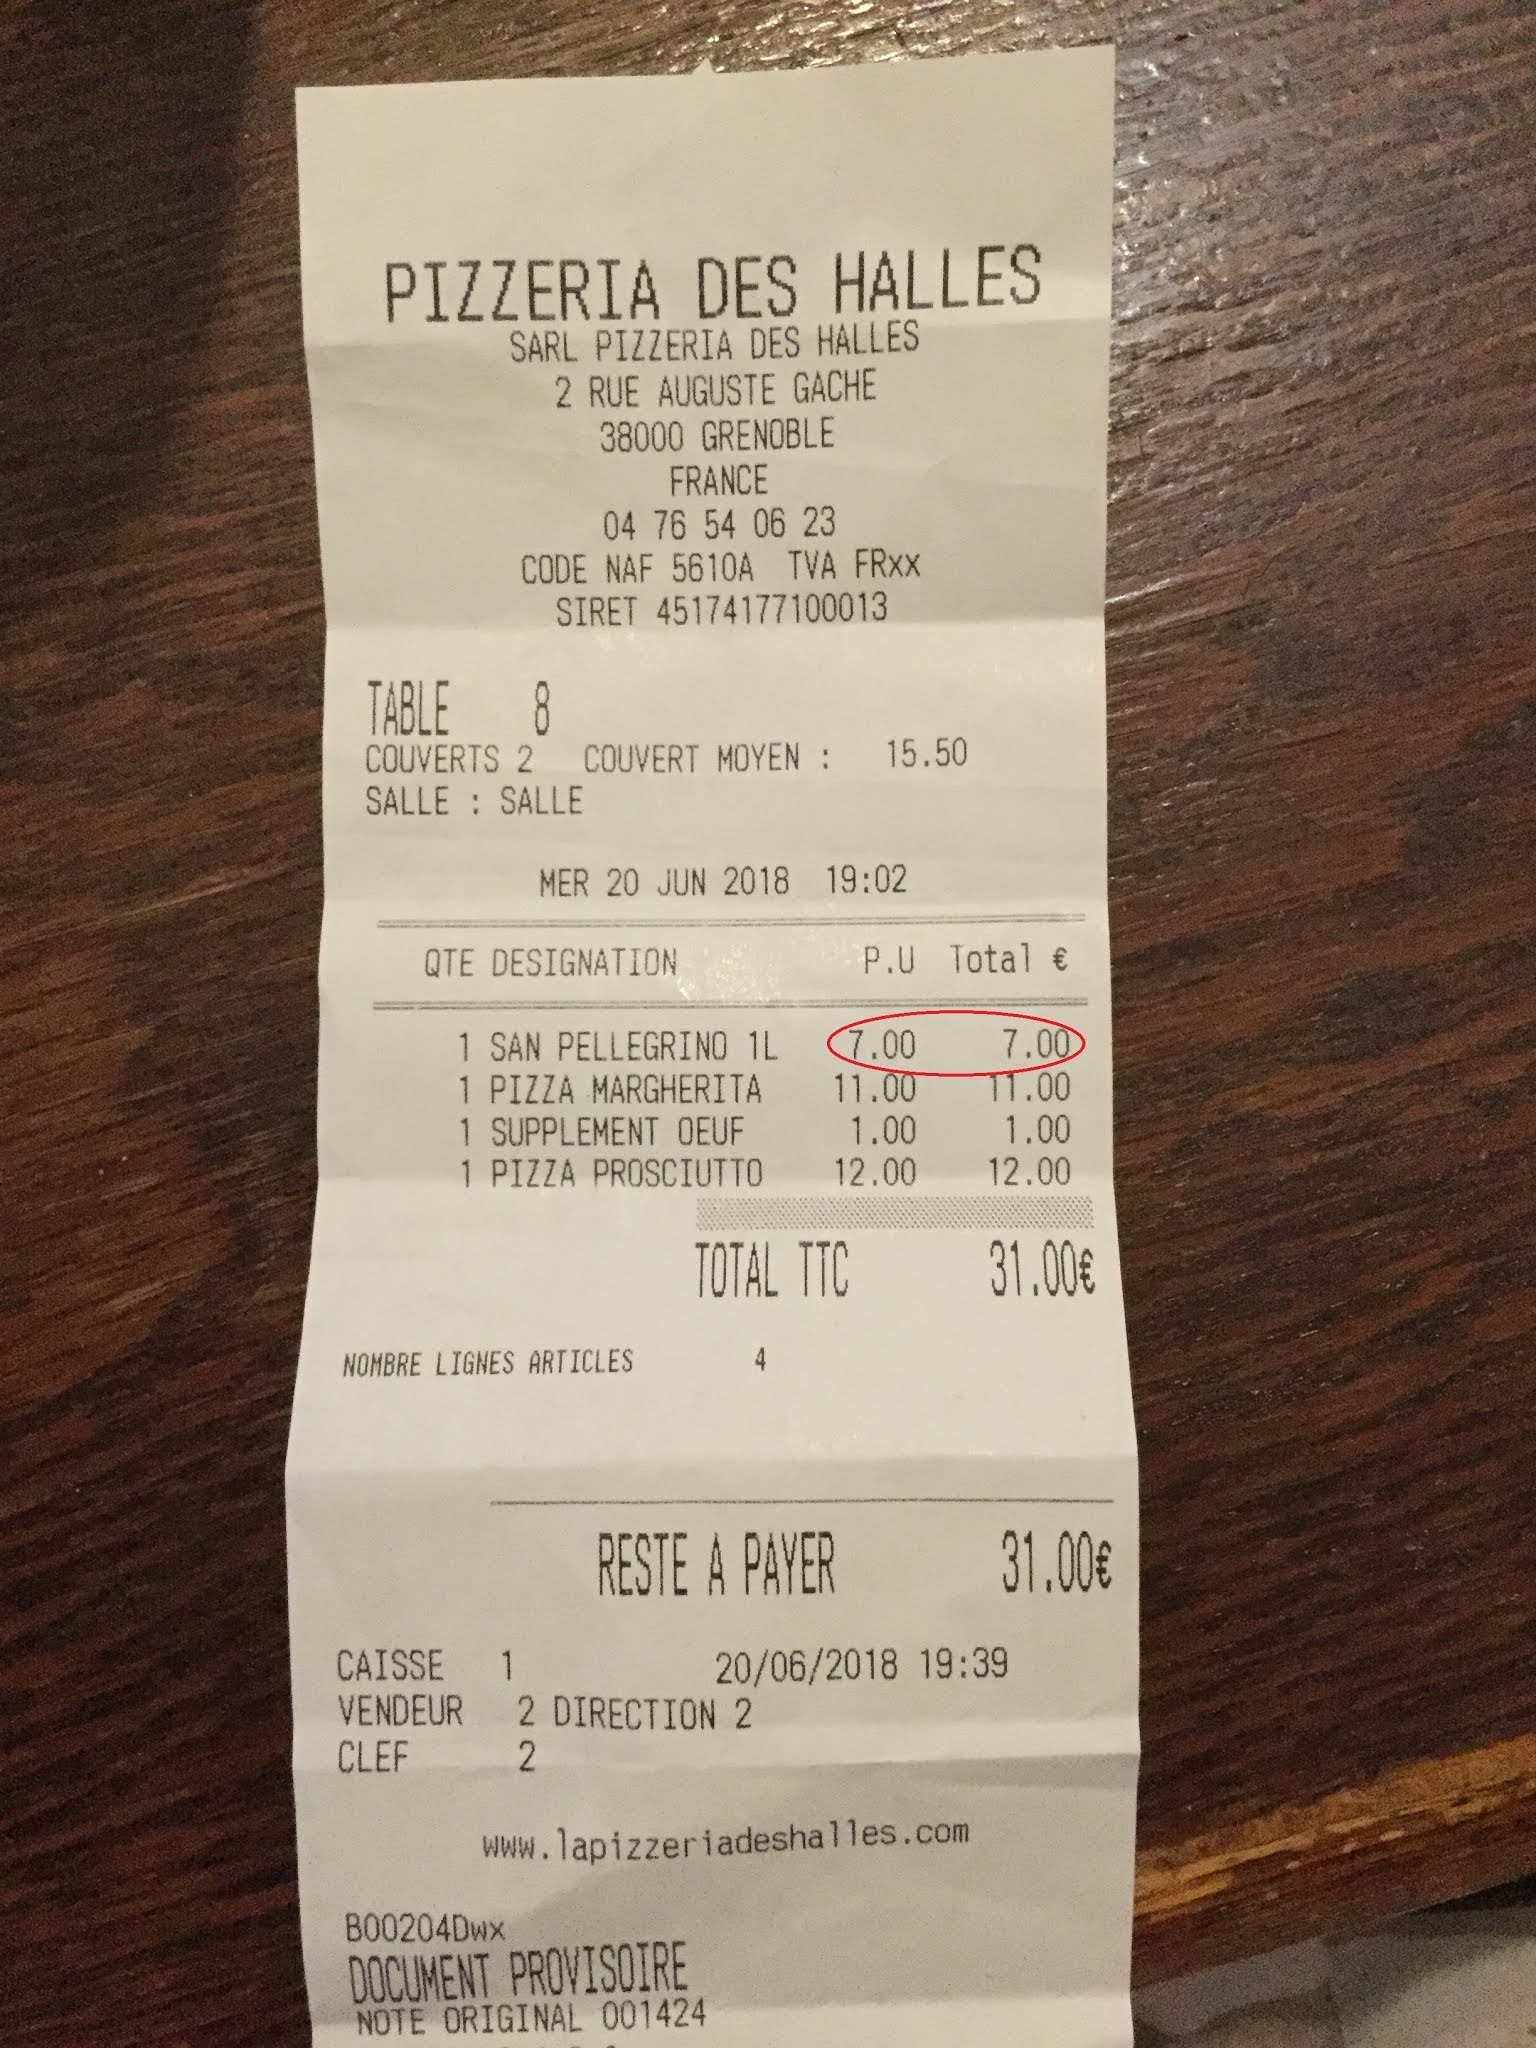 PIZZERIA DES HALLES
SARL PIZZERIA DES HALLES
2 RUE AUGUSTE GACHE
38000 GRENOBLE
FRANCE
04 76 54 06 23
CODE NAF 5610A TVA FRxx
SIRET 45174177100013
TABLE 8
COUVERTS 2 COUVERT MOYEN : 15.50
SALLE : SALLE
MER 20 JUN 2018 19:02
QTE DESIGNATION P.U Total €
1 SAN PELLEGRINO 1L 7.00 7.00
1 PIZZA MARGHERITA 11.00 11.00
1 SUPPLEMENT OEUF 1.00 1.00
1 PIZZA PROSCIUTTO 12.00 12.00
TOTAL TTC 31.00€
NOMBRE LIGNES ARTICLES 4
RESTE A PAYER 31.00€
CAISSE 1 20/06/2018 19:39
VENDEUR 2 DIRECTION 2
CLEF 2
www.lapizzeriadeshalles.com
B00204Dwx
DOCUMENT PROVISOIRE
NOTE ORIGINAL 001424